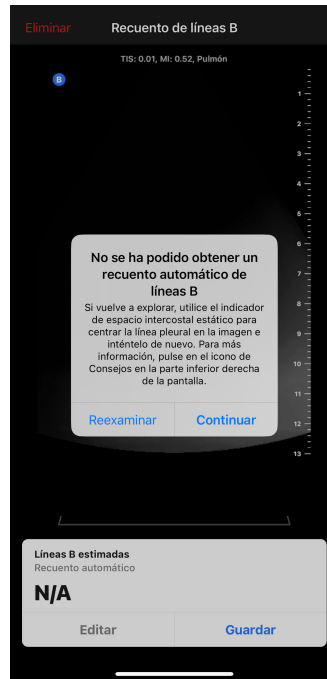 Eliminar Recuento de líneas B
TIS: 0.01, MI: 0.52, Pulmón
B
1
2
3
4
5
6
7
8
9
10
11
12
13
No se ha podido obtener un
recuento automático de
líneas B
Si vuelve a explorar, utilice el indicador
de espacio intercostal estático para
centrar la línea pleural en la imagen e
inténtelo de nuevo. Para más
información, pulse en el icono de
Consejos en la parte inferior derecha
de la pantalla.
Reexaminar Continuar
Líneas B estimadas
Recuento automático
N/A
Editar Guardar